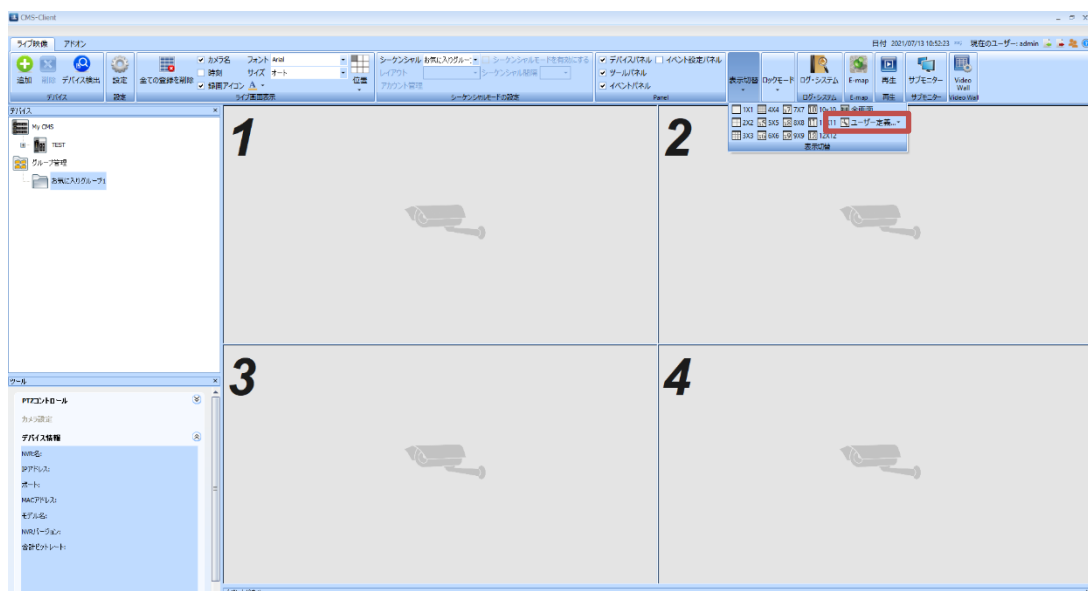 CMS-Client
ライブ映像 アドオン
日付 2021/07/13 10:52:23 現在のユーザー: admin
追加 削除 デバイス検出 設定 全ての登録を削除
デバイス 設定
カメラ名 フォント Arial
時刻 サイズ オート
録画アイコン A
位置
ライブ画面表示
シーケンシャル お気に入りグループ シーケンシャルモードを有効にする
レイアウト シーケンシャル間隔
アカウント管理
シーケンシャルモードの設定
デバイスパネル イベント設定パネル
ツールパネル
イベントパネル
Panel
表示切替 ロックモード ログ・システム E-map 再生 サブモニター Video Wall
ログ・システム E-map 再生 サブモニター Video Wall
1X1 4X4 7X7 10x10 全画面
2X2 5X5 8X8 11X11 ユーザー定義...
3X3 6X6 9X9 12X12
表示切替
デバイス
My CMS
TEST
グループ管理
お気に入りグループ1
1
2
3
4
ツール
PTZコントロール
カメラ設定
デバイス情報
NVR名:
IPアドレス:
ポート:
MACアドレス:
モデル名:
NVRバージョン:
合計ビットレート: